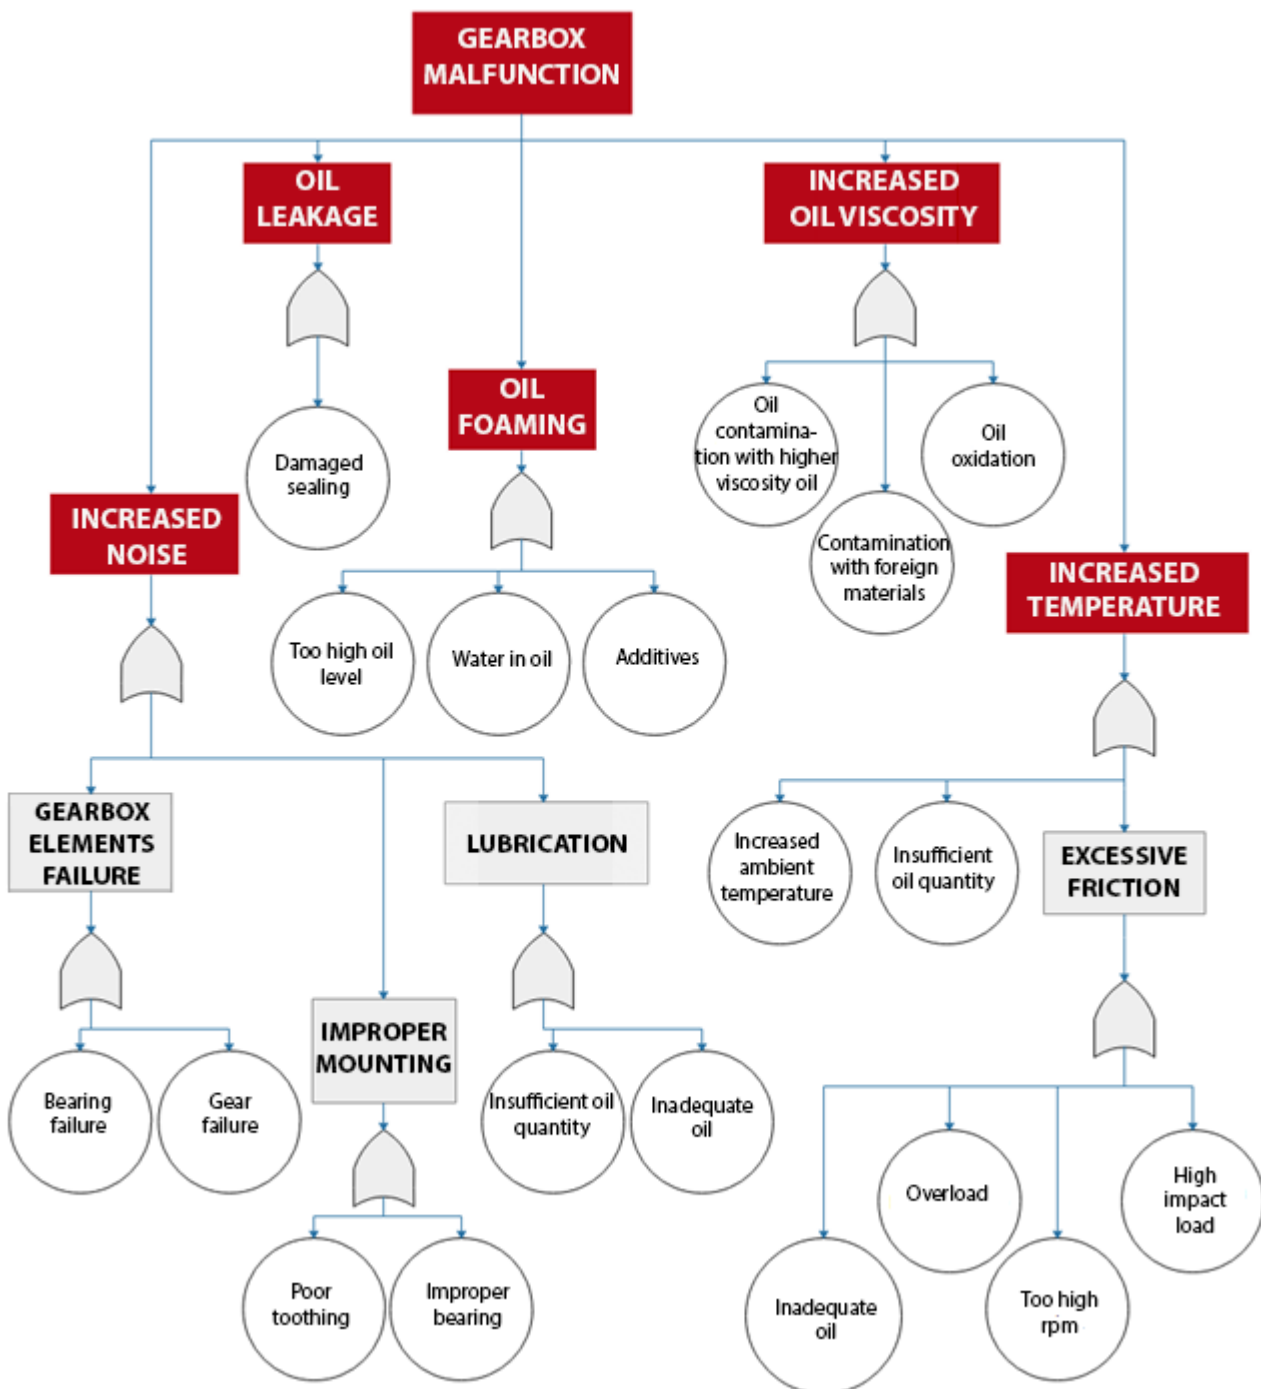 GEARBOX
MALFUNCTION
OIL
LEAKAGE
INCREASED
OIL VISCOSITY
OIL
FOAMING
Oil
contamina-
tion with higher
viscosity oil
Oil
oxidation
Damaged
sealing
INCREASED
NOISE
Contamination
with foreign
materials
INCREASED
TEMPERATURE
Too high oil
level
Water in oil
Additives
GEARBOX
ELEMENTS
FAILURE
LUBRICATION
Increased
ambient
temperature
Insufficient
oil quantity
EXCESSIVE
FRICTION
IMPROPER
MOUNTING
Bearing
failure
Gear
failure
Insufficient oil
quantity
Inadequate
oil
Overload
High
impact
load
Poor
toothing
Improper
bearing
Inadequate
oil
Too high
rpm